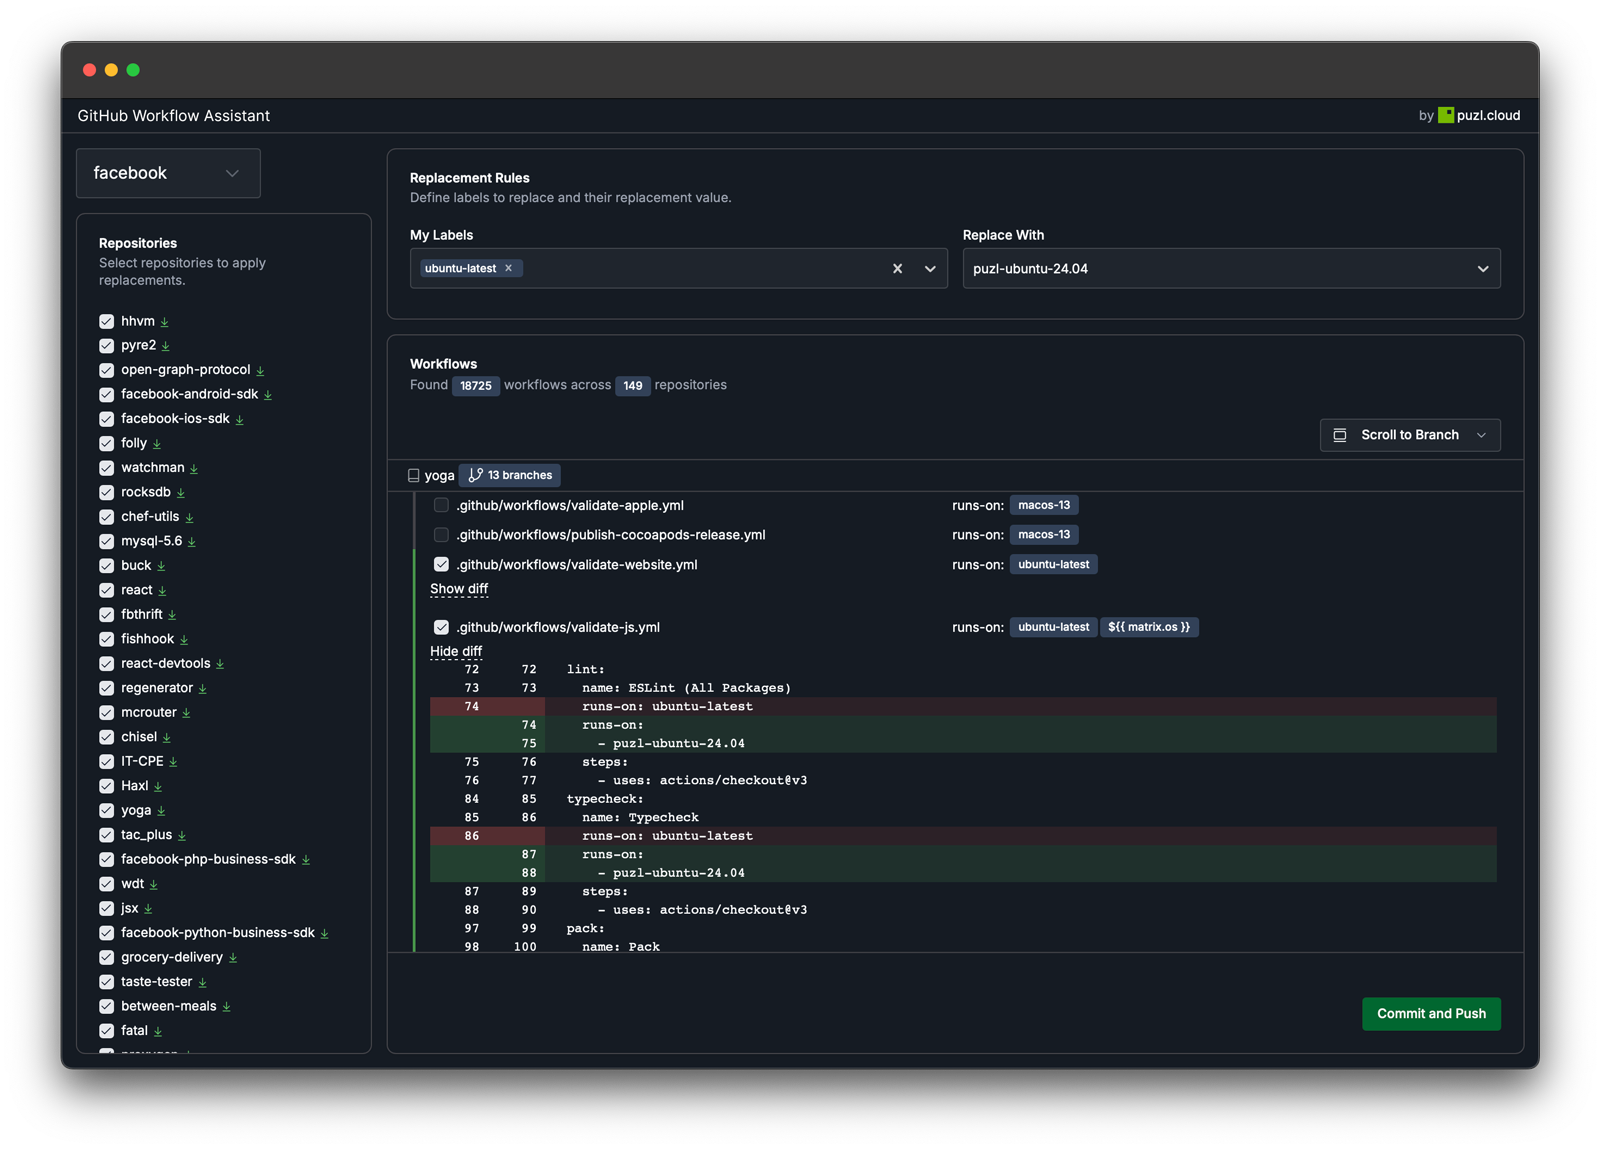 GitHub Workflow Assistant
by puzl.cloud
facebook
Repositories
Select repositories to apply
replacements.
hhvm
pyre2
open-graph-protocol
facebook-android-sdk
facebook-ios-sdk
folly
watchman
rocksdb
chef-utils
mysql-5.6
buck
react
fbthrift
fishhook
react-devtools
regenerator
mcrouter
chisel
IT-CPE
Haxl
yoga
tac_plus
facebook-php-business-sdk
wdt
jsx
facebook-python-business-sdk
grocery-delivery
taste-tester
between-meals
fatal
Replacement Rules
Define labels to replace and their replacement value.
My Labels
ubuntu-latest
Replace With
puzl-ubuntu-24.04
Workflows
Found 18725 workflows across 149 repositories
Scroll to Branch
yoga 13 branches
.github/workflows/validate-apple.yml runs-on: macos-13
.github/workflows/publish-cocoapods-release.yml runs-on: macos-13
.github/workflows/validate-website.yml runs-on: ubuntu-latest
Show diff
.github/workflows/validate-js.yml runs-on: ubuntu-latest ${{ matrix.os }}
Hide diff
72 72 lint:
73 73 name: ESLint (All Packages)
74 runs-on: ubuntu-latest
74 runs-on:
75 - puzl-ubuntu-24.04
75 76 steps:
76 77 - uses: actions/checkout@v3
84 85 typecheck:
85 86 name: Typecheck
86 runs-on: ubuntu-latest
87 runs-on:
88 - puzl-ubuntu-24.04
87 89 steps:
88 90 - uses: actions/checkout@v3
97 99 pack:
98 100 name: Pack
Commit and Push